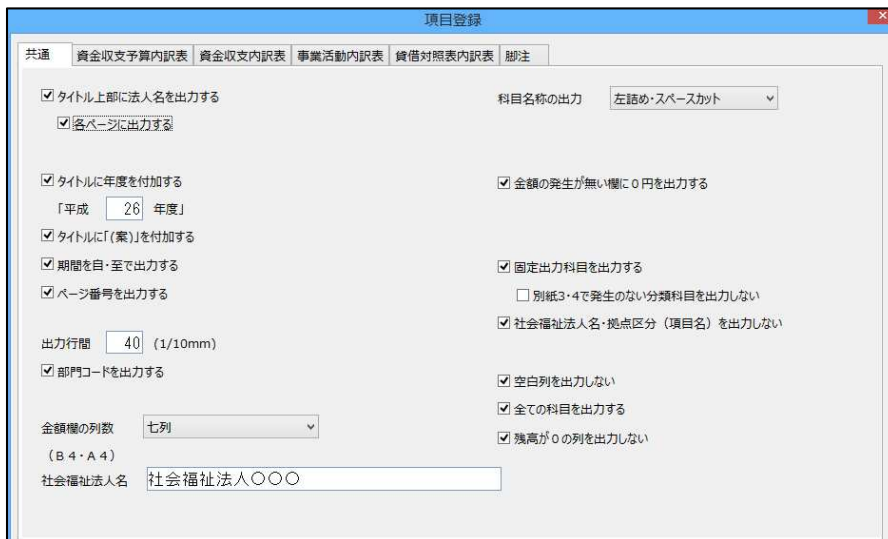 項目登録
共通 資金収支予算内訳表 資金収支内訳表 事業活動内訳表 貸借対照表内訳表 脚注
タイトル上部に法人名を出力する
各ページに出力する
タイトルに年度を付加する
「平成 26 年度」
タイトルに「(案)」を付加する
期間を自・至で出力する
ページ番号を出力する
出力行間 40 (1/10mm)
部門コードを出力する
金額欄の列数 七列
(B4・A4)
社会福祉法人名 社会福祉法人〇〇〇
科目名称の出力 左詰め・スペースカット
金額の発生が無い欄に0円を出力する
固定出力科目を出力する
別紙3・4で発生のない分類科目を出力しない
社会福祉法人名・拠点区分（項目名）を出力しない
空白列を出力しない
全ての科目を出力する
残高が0の列を出力しない